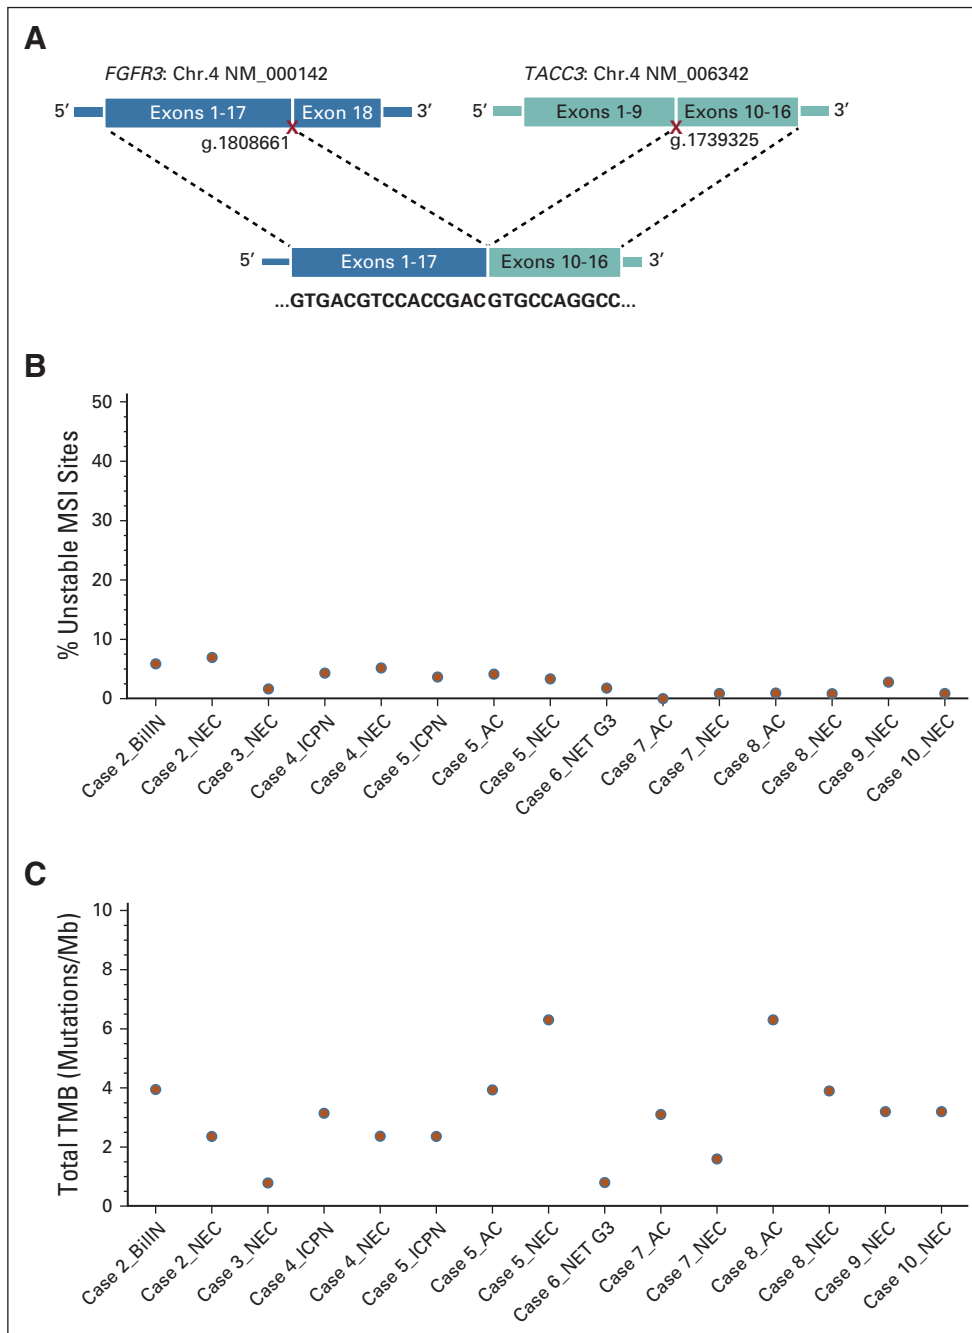 A
FGFR3: Chr.4 NM_000142
TACC3: Chr.4 NM_006342
5′ Exons 1-17 Exon 18 3′
5′ Exons 1-9 Exons 10-16 3′
X
g.1808661
X
g.1739325
5′ Exons 1-17 Exons 10-16 3′
...GTGACGTCCACCGACGTGCCAGGCC...
B
% Unstable MSI Sites
50
40
30
20
10
0
Case 2_BilIN
Case 2_NEC
Case 3_NEC
Case 4_ICPN
Case 4_NEC
Case 5_ICPN
Case 5_AC
Case 5_NEC
Case 6_NET G3
Case 7_AC
Case 7_NEC
Case 8_AC
Case 8_NEC
Case 9_NEC
Case 10_NEC
C
Total TMB (Mutations/Mb)
10
8
6
4
2
0
Case 2_BilIN
Case 2_NEC
Case 3_NEC
Case 4_ICPN
Case 4_NEC
Case 5_ICPN
Case 5_AC
Case 5_NEC
Case 6_NET G3
Case 7_AC
Case 7_NEC
Case 8_AC
Case 8_NEC
Case 9_NEC
Case 10_NEC